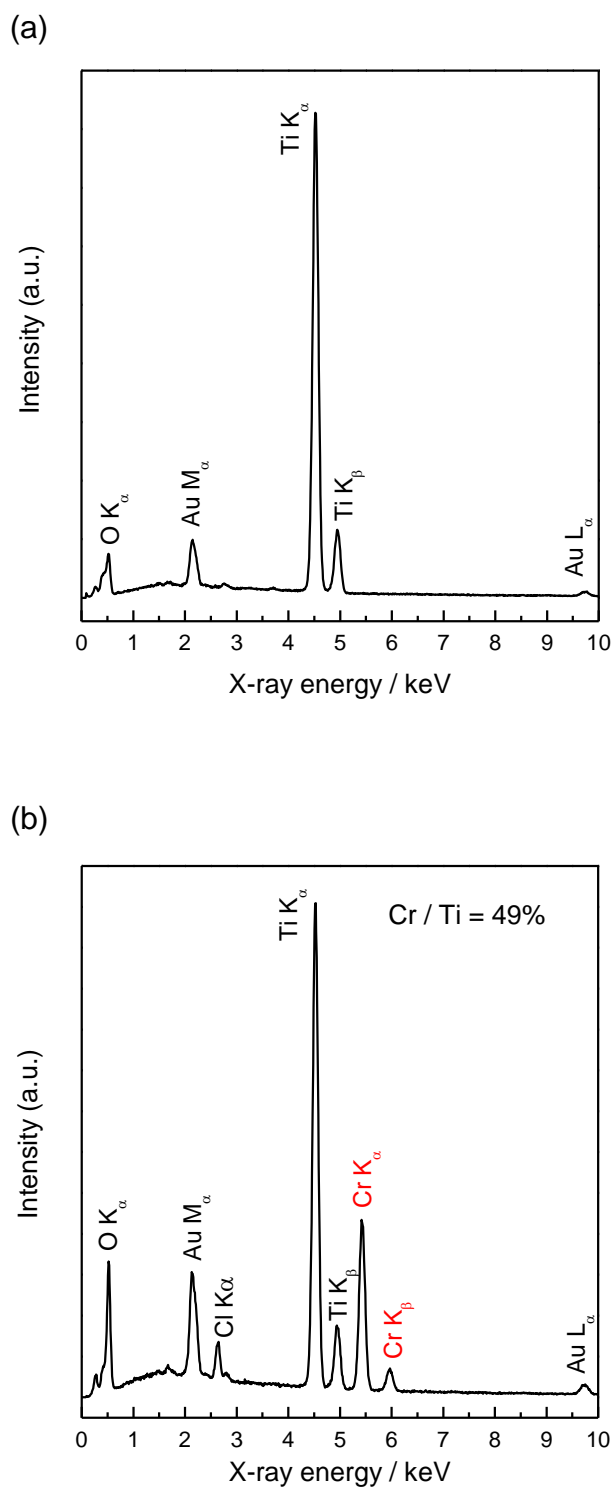 (a)
Ti Kα
Intensity (a.u.)
O Kα
Au Mα
Ti Kβ
Au Lα
0 1 2 3 4 5 6 7 8 9 10
X-ray energy / keV
(b)
Ti Kα
Cr / Ti = 49%
Intensity (a.u.)
O Kα
Au Mα
Cl Kα
Ti Kβ
Cr Kα
Cr Kβ
Au Lα
0 1 2 3 4 5 6 7 8 9 10
X-ray energy / keV